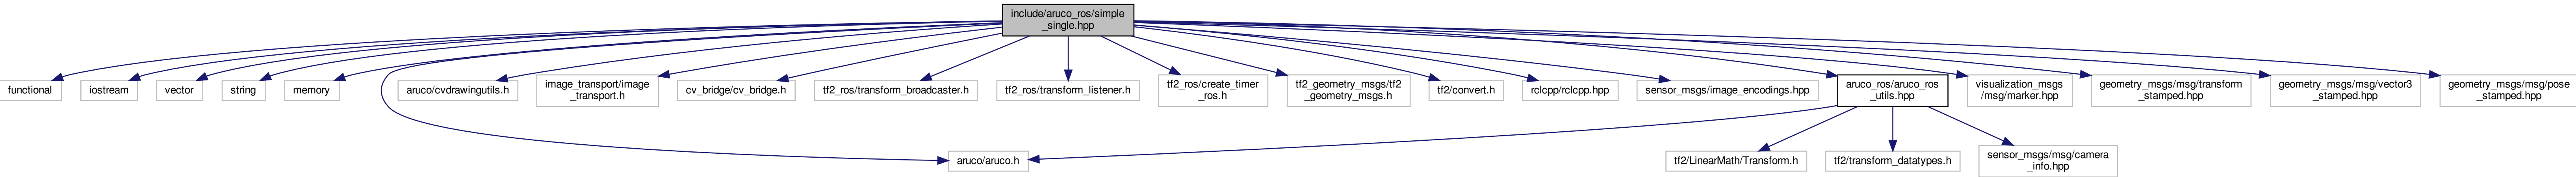 include/aruco_ros/simple
_single.hpp
functional
iostream
vector
string
memory
aruco/cvdrawingutils.h
image_transport/image
_transport.h
cv_bridge/cv_bridge.h
tf2_ros/transform_broadcaster.h
tf2_ros/transform_listener.h
tf2_ros/create_timer
_ros.h
tf2_geometry_msgs/tf2
_geometry_msgs.h
tf2/convert.h
rclcpp/rclcpp.hpp
sensor_msgs/image_encodings.hpp
aruco_ros/aruco_ros
_utils.hpp
visualization_msgs
/msg/marker.hpp
geometry_msgs/msg/transform
_stamped.hpp
geometry_msgs/msg/vector3
_stamped.hpp
geometry_msgs/msg/pose
_stamped.hpp
aruco/aruco.h
tf2/LinearMath/Transform.h
tf2/transform_datatypes.h
sensor_msgs/msg/camera
_info.hpp